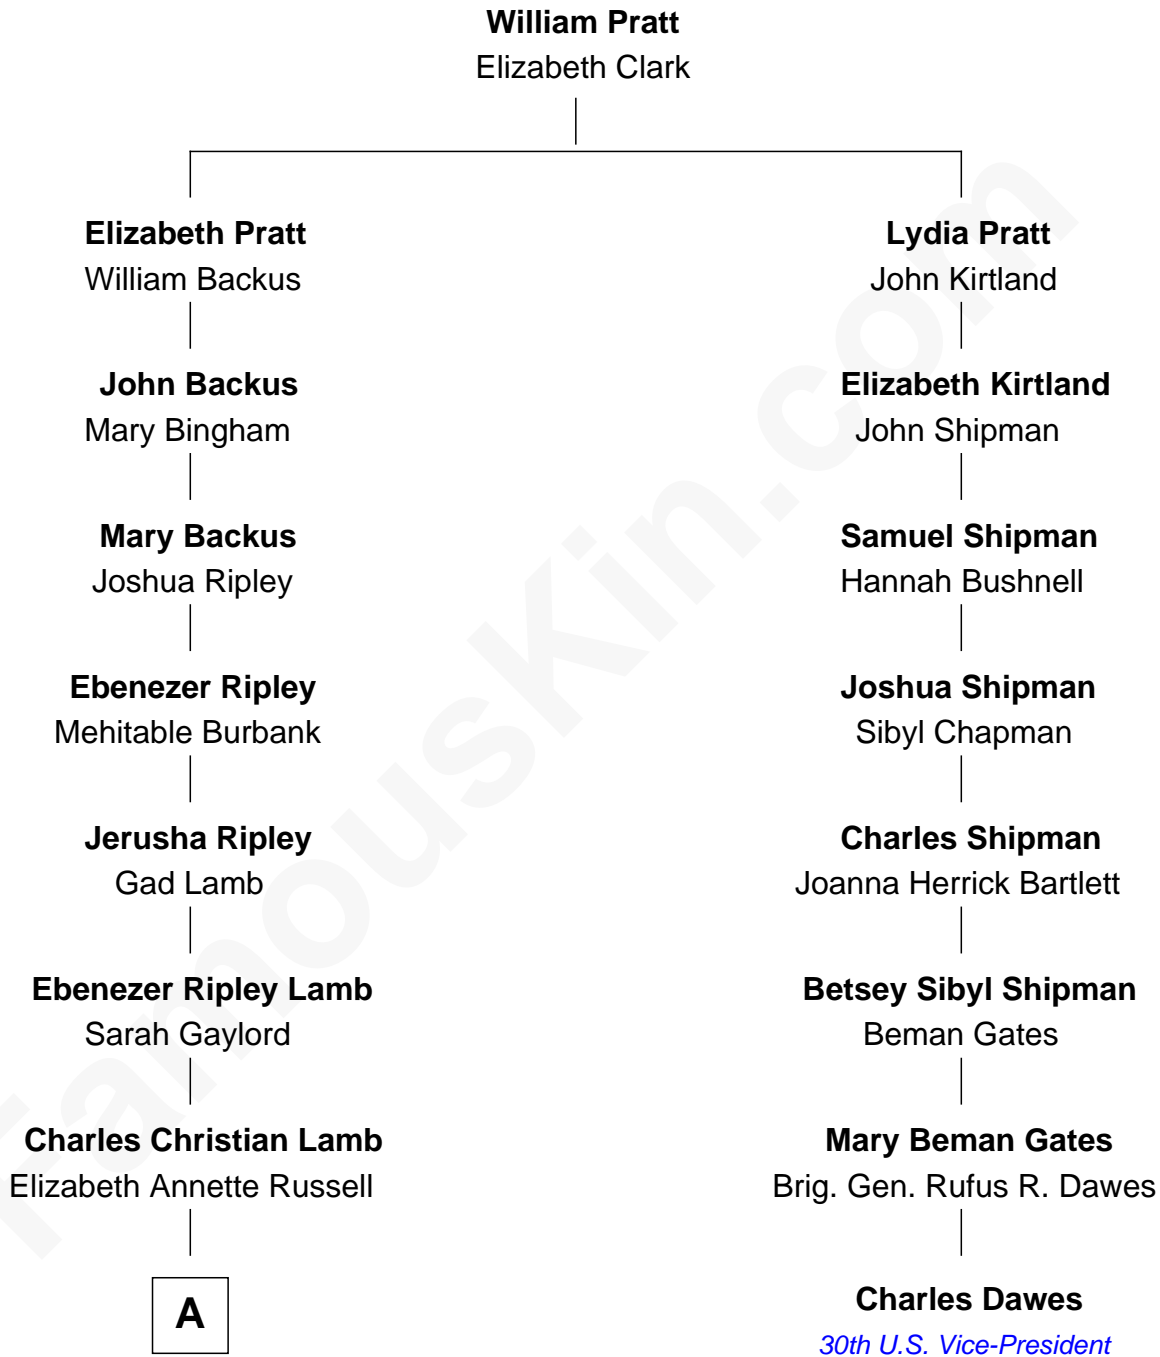 William Pratt
Elizabeth Clark
Elizabeth Pratt
William Backus
Lydia Pratt
John Kirtland
John Backus
Mary Bingham
Elizabeth Kirtland
John Shipman
Mary Backus
Joshua Ripley
Samuel Shipman
Hannah Bushnell
Ebenezer Ripley
Mehitable Burbank
Joshua Shipman
Sibyl Chapman
Jerusha Ripley
Gad Lamb
Charles Shipman
Joanna Herrick Bartlett
Ebenezer Ripley Lamb
Sarah Gaylord
Betsey Sibyl Shipman
Beman Gates
Charles Christian Lamb
Elizabeth Annette Russell
Mary Beman Gates
Brig. Gen. Rufus R. Dawes
A
Charles Dawes
30th U.S. Vice-President
FamousKin.com